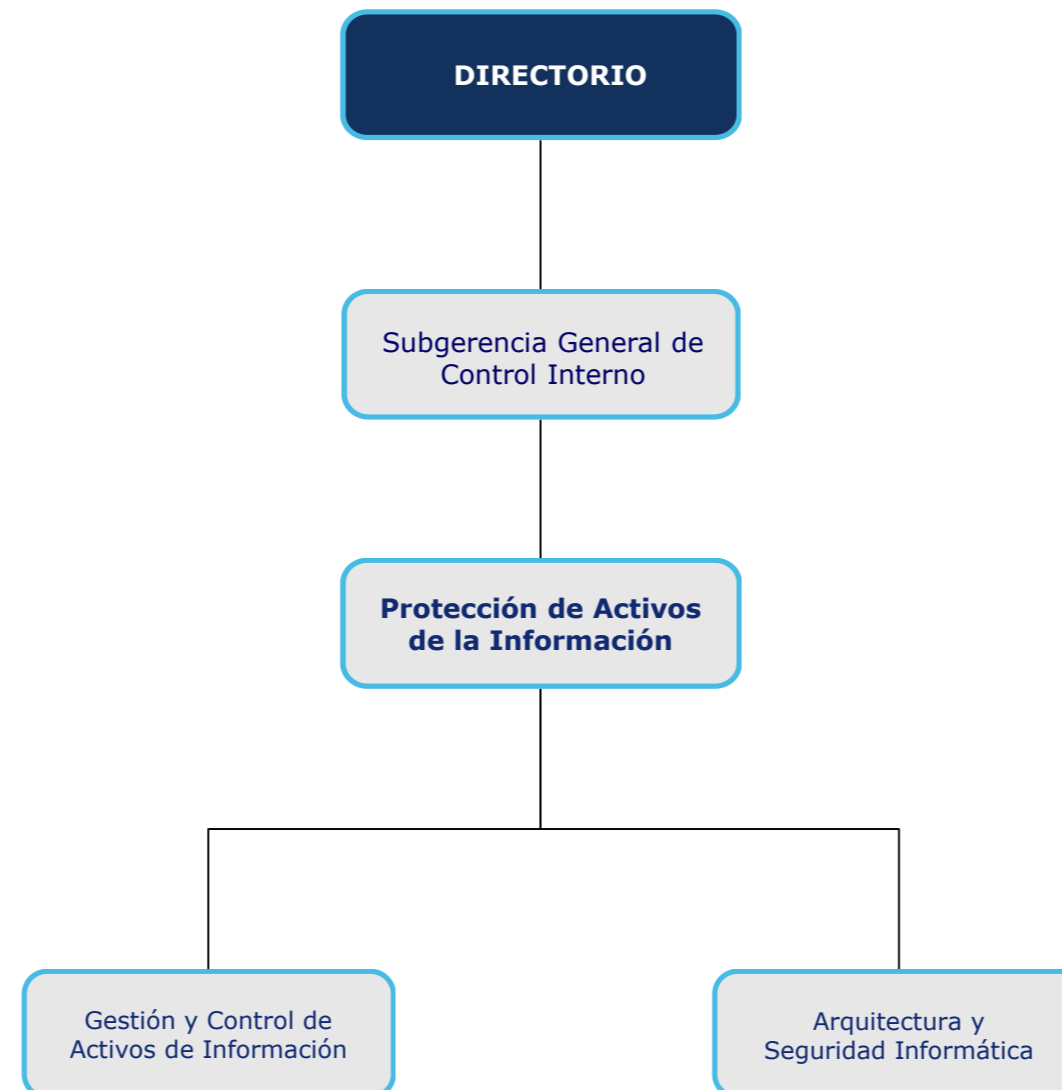 DIRECTORIO
Subgerencia General de
Control Interno
Protección de Activos
de la Información
Gestión y Control de
Activos de Información
Arquitectura y
Seguridad Informática